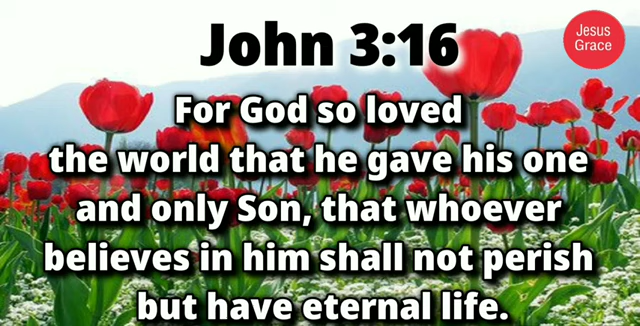 John 3:16
Jesus
Grace
For God so loved
the world that he gave his one
and only Son, that whoever
believes in him shall not perish
but have eternal life.